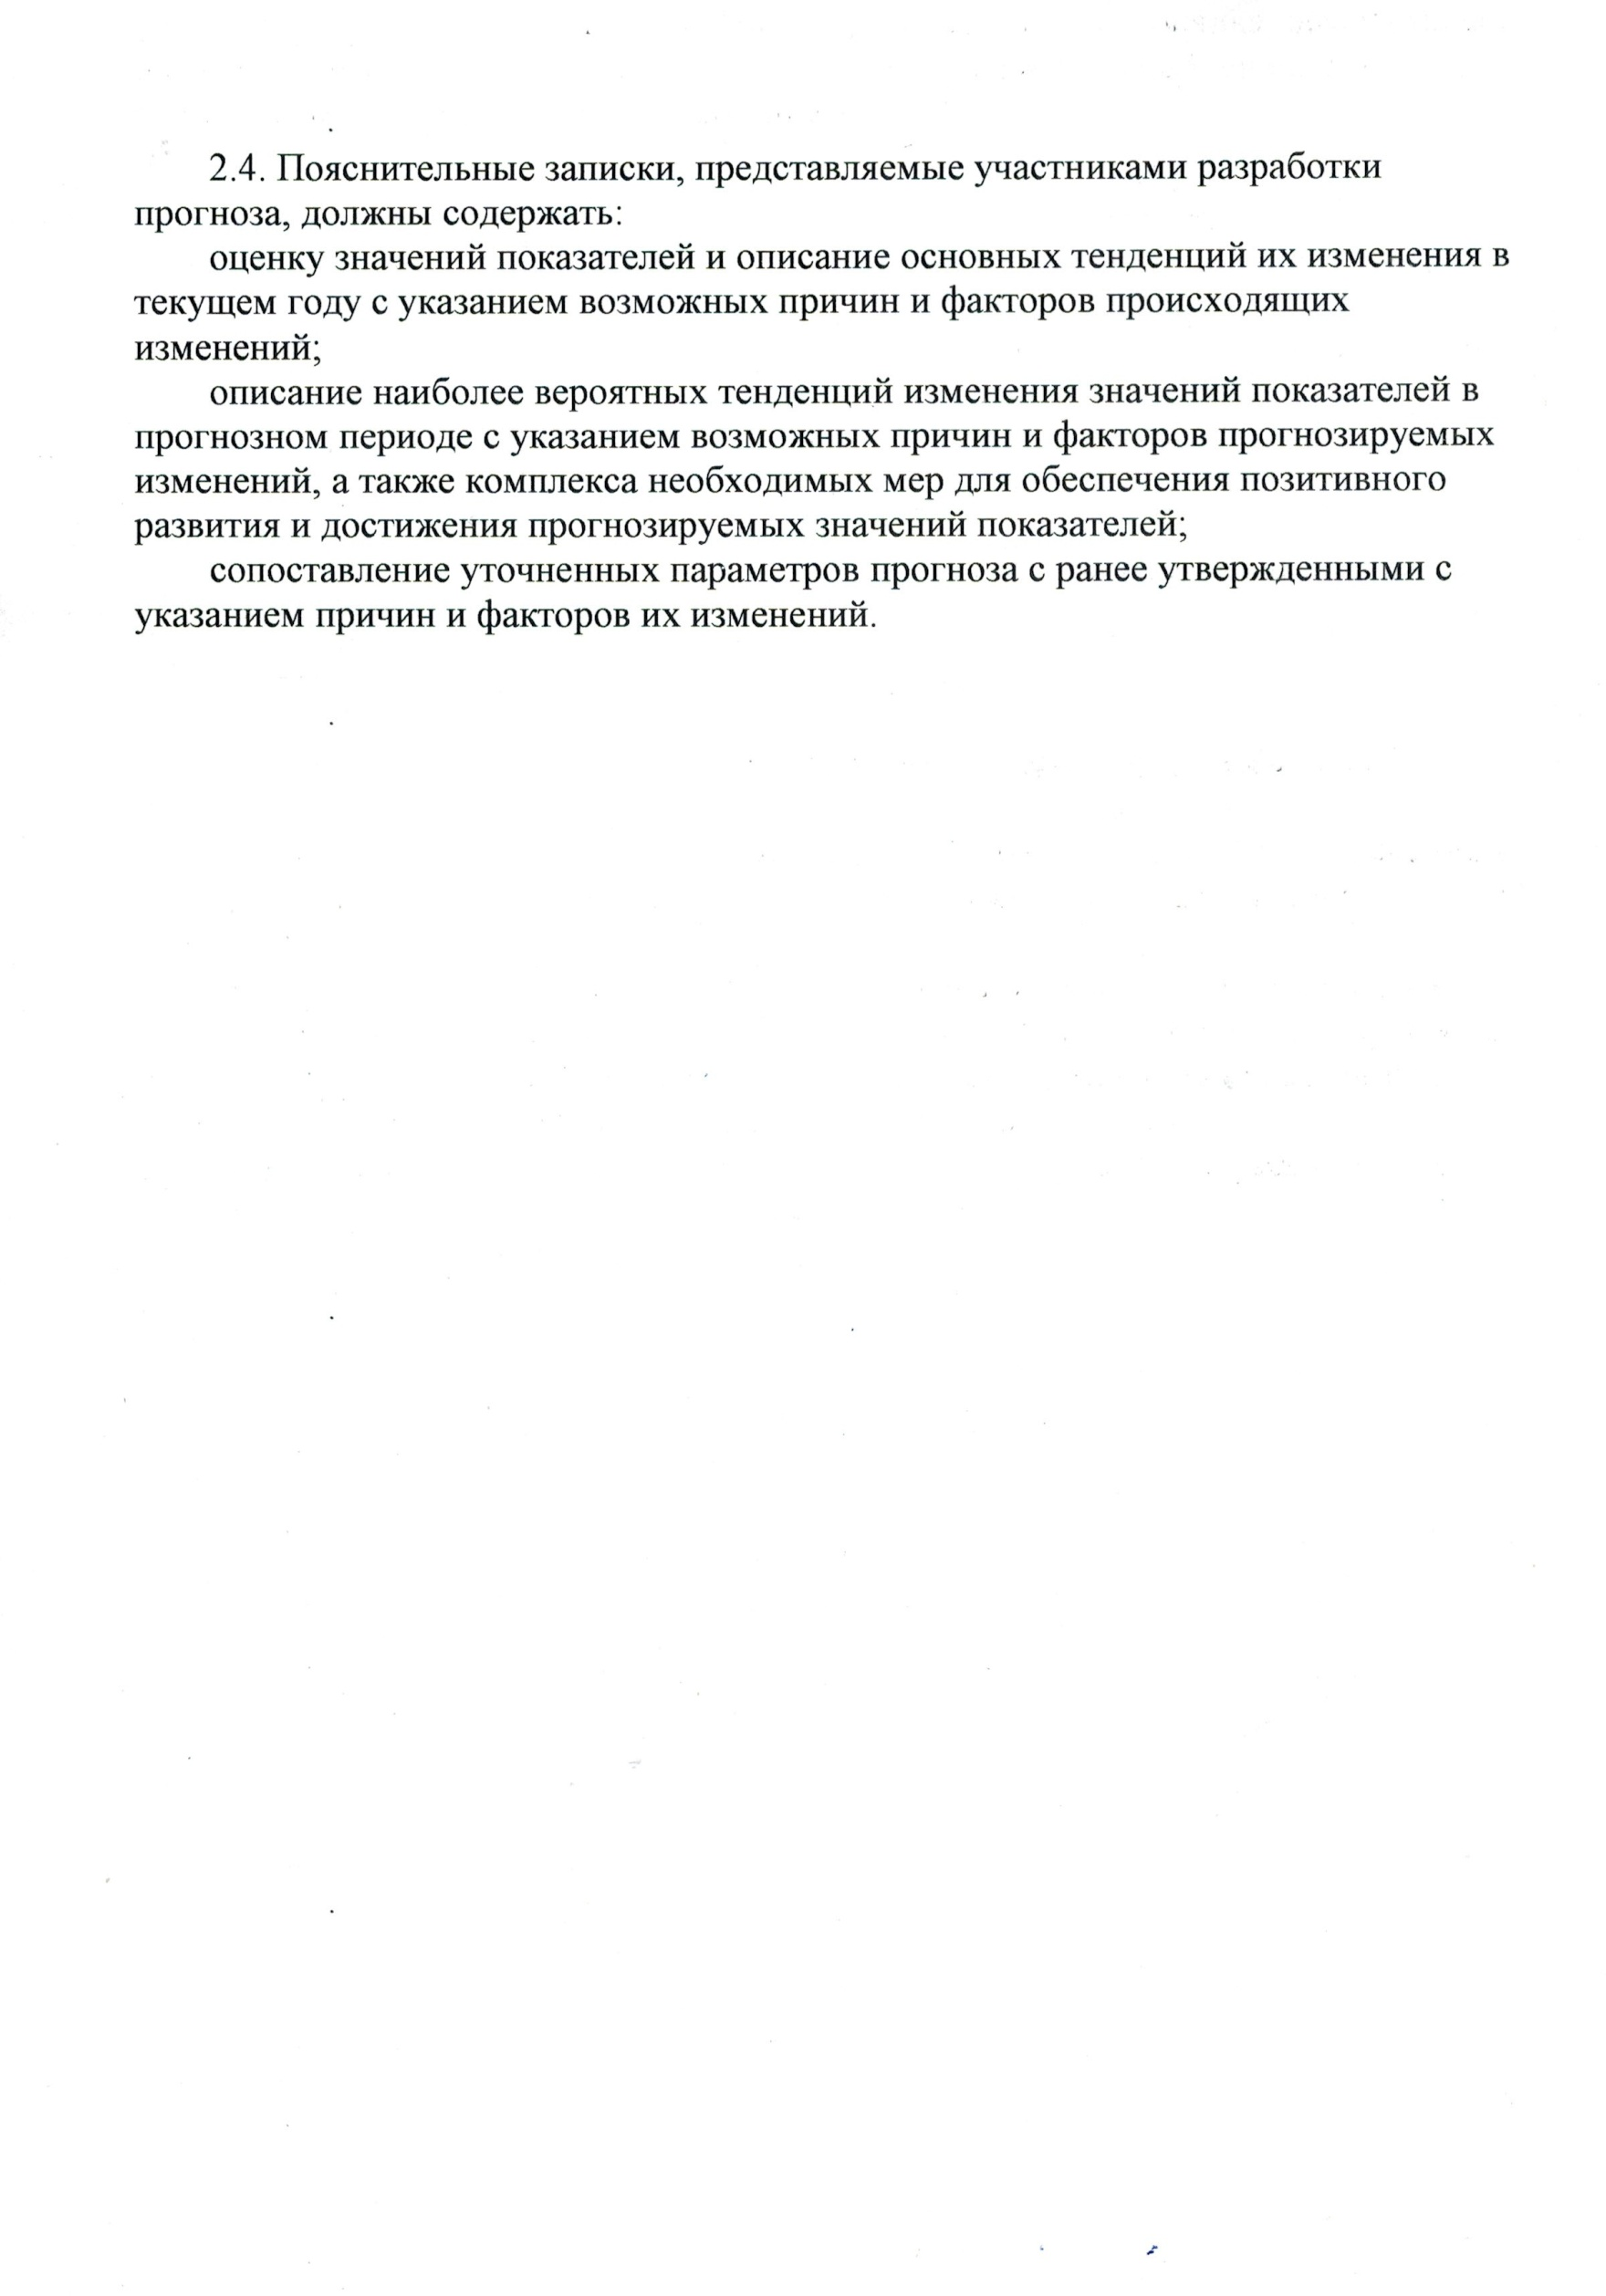 2.4. Пояснительные записки, представляемые участниками разработки
прогноза, должны содержать:
оценку значений показателей и описание основных тенденций их изменения в
текущем году с указанием возможных причин и факторов происходящих
изменений;
описание наиболее вероятных тенденций изменения значений показателей в
прогнозном периоде с указанием возможных причин и факторов прогнозируемых
изменений, а также комплекса необходимых мер для обеспечения позитивного
развития и достижения прогнозируемых значений показателей;
сопоставление уточненных параметров прогноза с ранее утвержденными с
указанием причин и факторов их изменений.